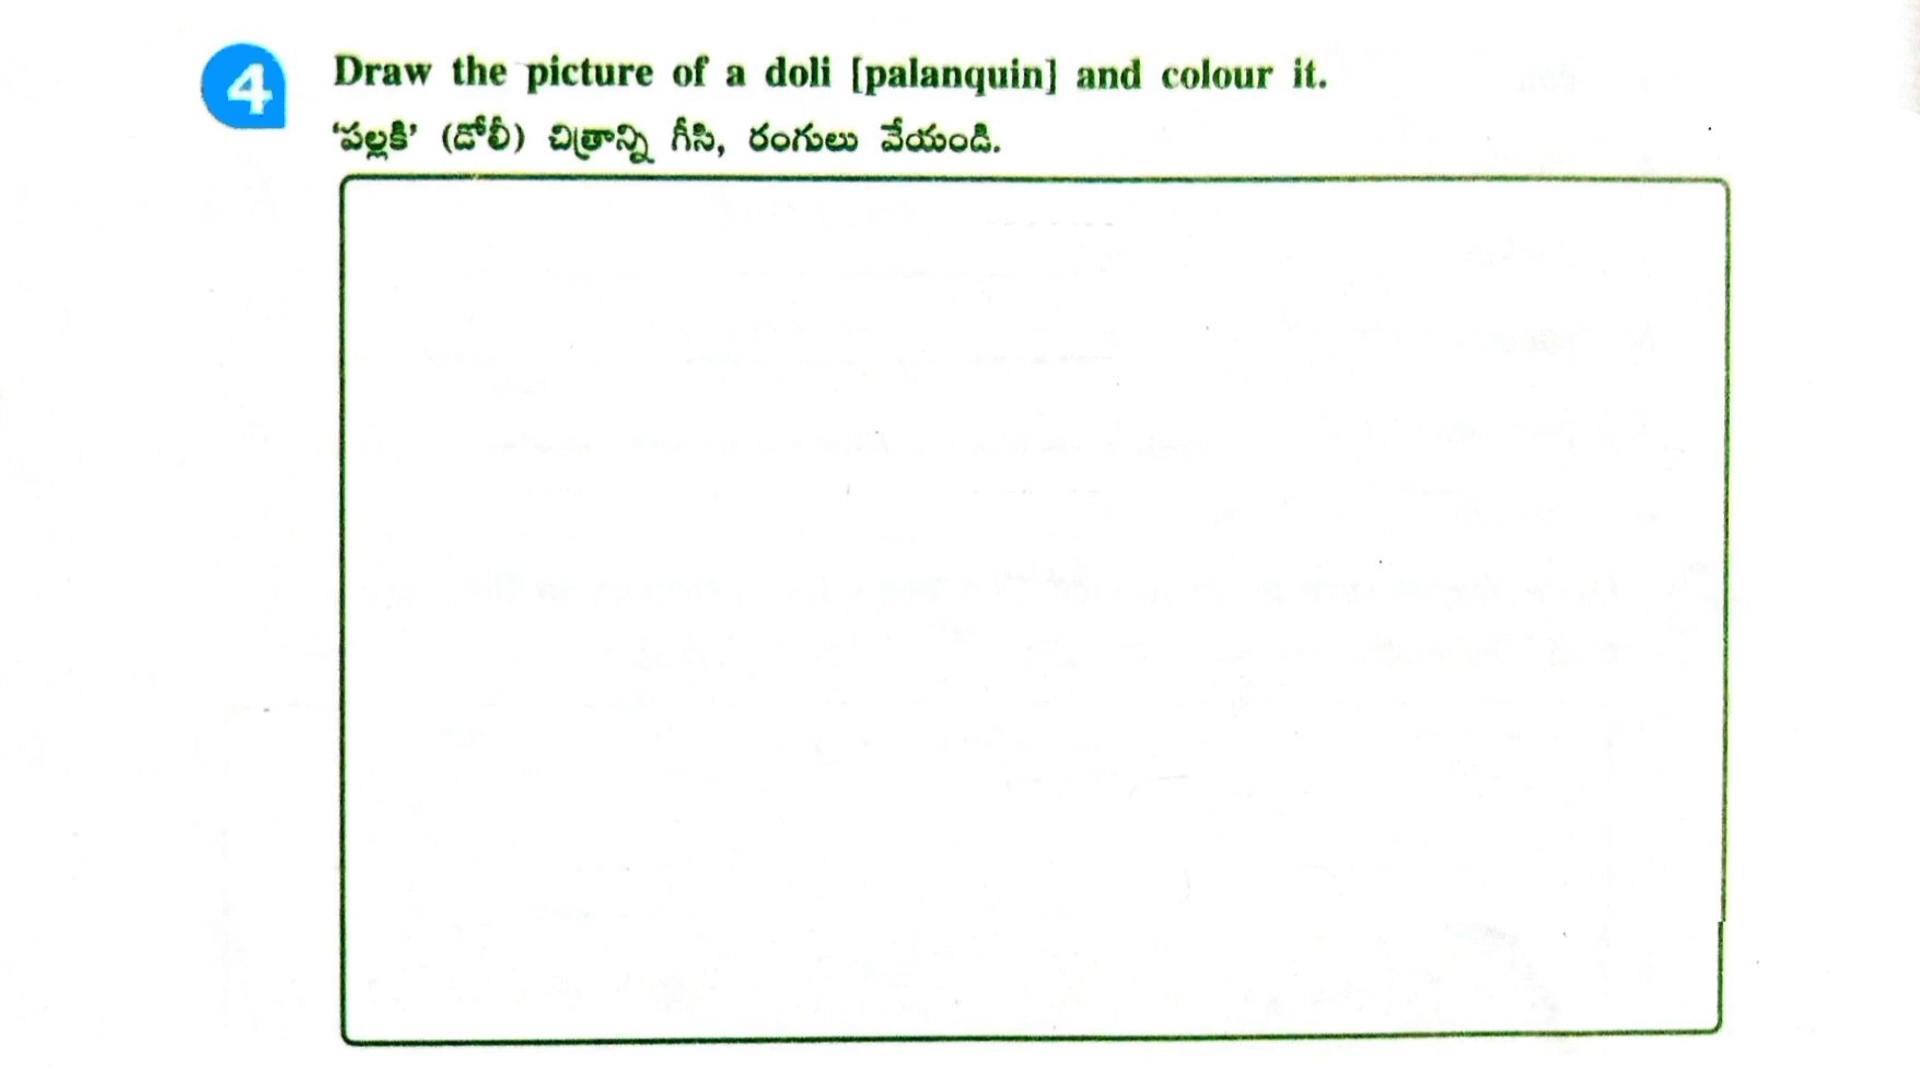 4
Draw the picture of a doli [palanquin] and colour it.
‘పల్లకి’ (డోలీ) చిత్రాన్ని గీసి, రంగులు వేయండి.